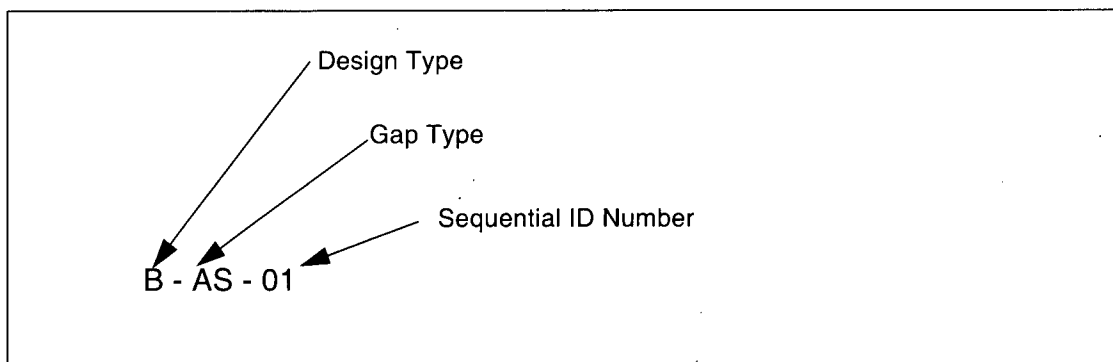 Design Type
Gap Type
Sequential ID Number
B - AS - 01